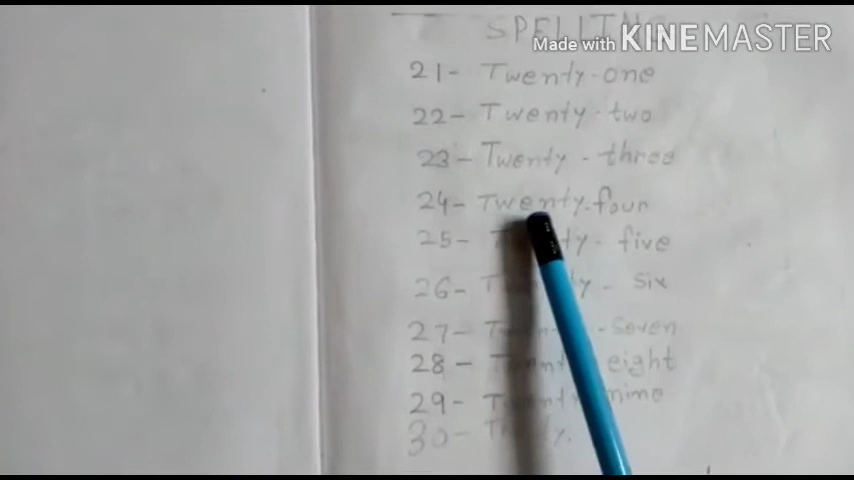 SPELLING
Made with KINEMASTER
21- Twenty-one
22- Twenty-two
23- Twenty-three
24- Twenty-four
25- five
26- six
27- seven
28- eight
29- nine
30-